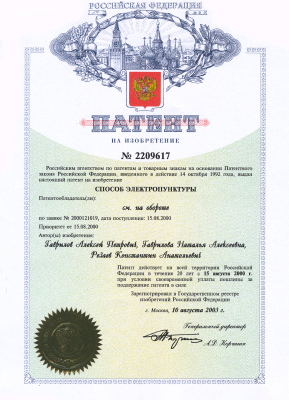 РОССИЙСКАЯ ФЕДЕРАЦИЯ
ПАТЕНТ
НА ИЗОБРЕТЕНИЕ
№ 2209617
Российским агентством по патентам и товарным знакам на основании Патентного
закона Российской Федерации, введенного в действие 14 октября 1992 года, выдан
настоящий патент на изобретение
СПОСОБ ЭЛЕКТРОПУНКТУРЫ
Патентообладатель(ли):
см. на обороте
по заявке № 2000121619, дата поступления: 15.08.2000
Приоритет от 15.08.2000
Автор(ы) изобретения:
Гаврилов Алексей Петрович, Гаврилова Наталья Алексеевна,
Константин Анатольевич
Патент действует на всей территории Российской
Федерации в течение 20 лет с 15 августа 2000 г.
при условии своевременной уплаты пошлины за
поддержание патента в силе
Зарегистрирован в Государственном реестре
изобретений Российской Федерации
г. Москва, 10 августа 2003 г.
Генеральный директор
А.Д. Корчагин